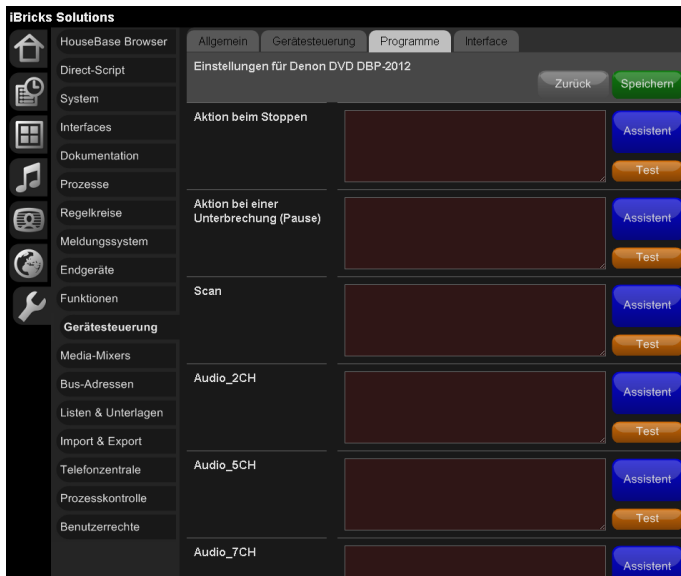 iBricks Solutions
HouseBase Browser
Direct-Script
System
Interfaces
Dokumentation
Prozesse
Regelkreise
Meldungssystem
Endgeräte
Funktionen
Gerätesteuerung
Media-Mixers
Bus-Adressen
Listen & Unterlagen
Import & Export
Telefonzentrale
Prozesskontrolle
Benutzerrechte
Allgemein Gerätesteuerung Programme Interface
Einstellungen für Denon DVD DBP-2012
Zurück Speichern
Aktion beim Stoppen
Assistent
Test
Aktion bei einer
Unterbrechung (Pause)
Assistent
Test
Scan
Assistent
Test
Audio_2CH
Assistent
Test
Audio_5CH
Assistent
Test
Audio_7CH
Assistent